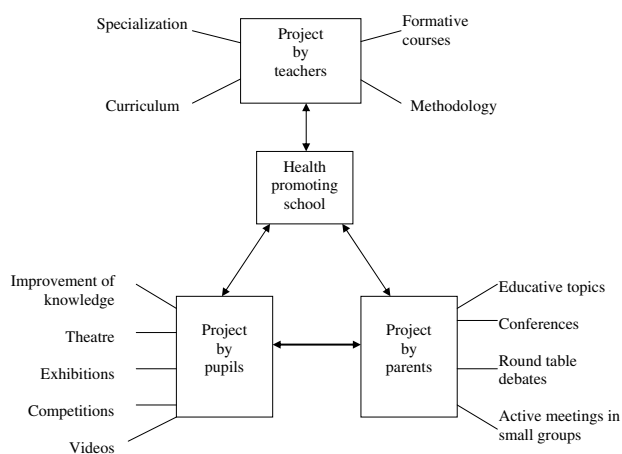 Specialization
Project
by
teachers
Formative
courses
Curriculum
Methodology
Health
promoting
school
Improvement of
knowledge
Theatre
Exhibitions
Competitions
Videos
Project
by
pupils
Project
by
parents
Educative topics
Conferences
Round table
debates
Active meetings in
small groups